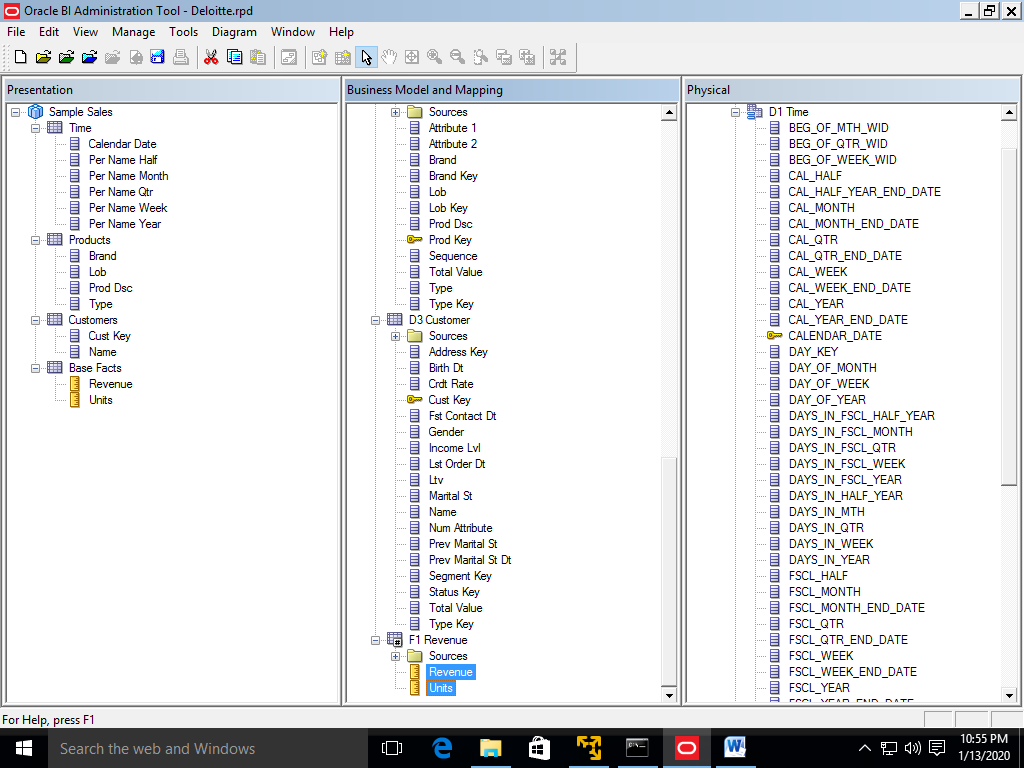 Oracle BI Administration Tool - Deloitte.rpd
File Edit View Manage Tools Diagram Window Help
Presentation
Sample Sales
Time
Calendar Date
Per Name Half
Per Name Month
Per Name Qtr
Per Name Week
Per Name Year
Products
Brand
Lob
Prod Dsc
Type
Customers
Cust Key
Name
Base Facts
Revenue
Units
Business Model and Mapping
Sources
Attribute 1
Attribute 2
Brand
Brand Key
Lob
Lob Key
Prod Dsc
Prod Key
Sequence
Total Value
Type
Type Key
D3 Customer
Sources
Address Key
Birth Dt
Crdt Rate
Cust Key
Fst Contact Dt
Gender
Income Lvl
Lst Order Dt
Ltv
Marital St
Name
Num Attribute
Prev Marital St
Prev Marital St Dt
Segment Key
Status Key
Total Value
Type Key
F1 Revenue
Sources
Revenue
Units
Physical
D1 Time
BEG_OF_MTH_WID
BEG_OF_QTR_WID
BEG_OF_WEEK_WID
CAL_HALF
CAL_HALF_YEAR_END_DATE
CAL_MONTH
CAL_MONTH_END_DATE
CAL_QTR
CAL_QTR_END_DATE
CAL_WEEK
CAL_WEEK_END_DATE
CAL_YEAR
CAL_YEAR_END_DATE
CALENDAR_DATE
DAY_KEY
DAY_OF_MONTH
DAY_OF_WEEK
DAY_OF_YEAR
DAYS_IN_FSCL_HALF_YEAR
DAYS_IN_FSCL_MONTH
DAYS_IN_FSCL_QTR
DAYS_IN_FSCL_WEEK
DAYS_IN_FSCL_YEAR
DAYS_IN_HALF_YEAR
DAYS_IN_MTH
DAYS_IN_QTR
DAYS_IN_WEEK
DAYS_IN_YEAR
FSCL_HALF
FSCL_MONTH
FSCL_MONTH_END_DATE
FSCL_QTR
FSCL_QTR_END_DATE
FSCL_WEEK
FSCL_WEEK_END_DATE
FSCL_YEAR
For Help, press F1
Search the web and Windows
10:55 PM
1/13/2020